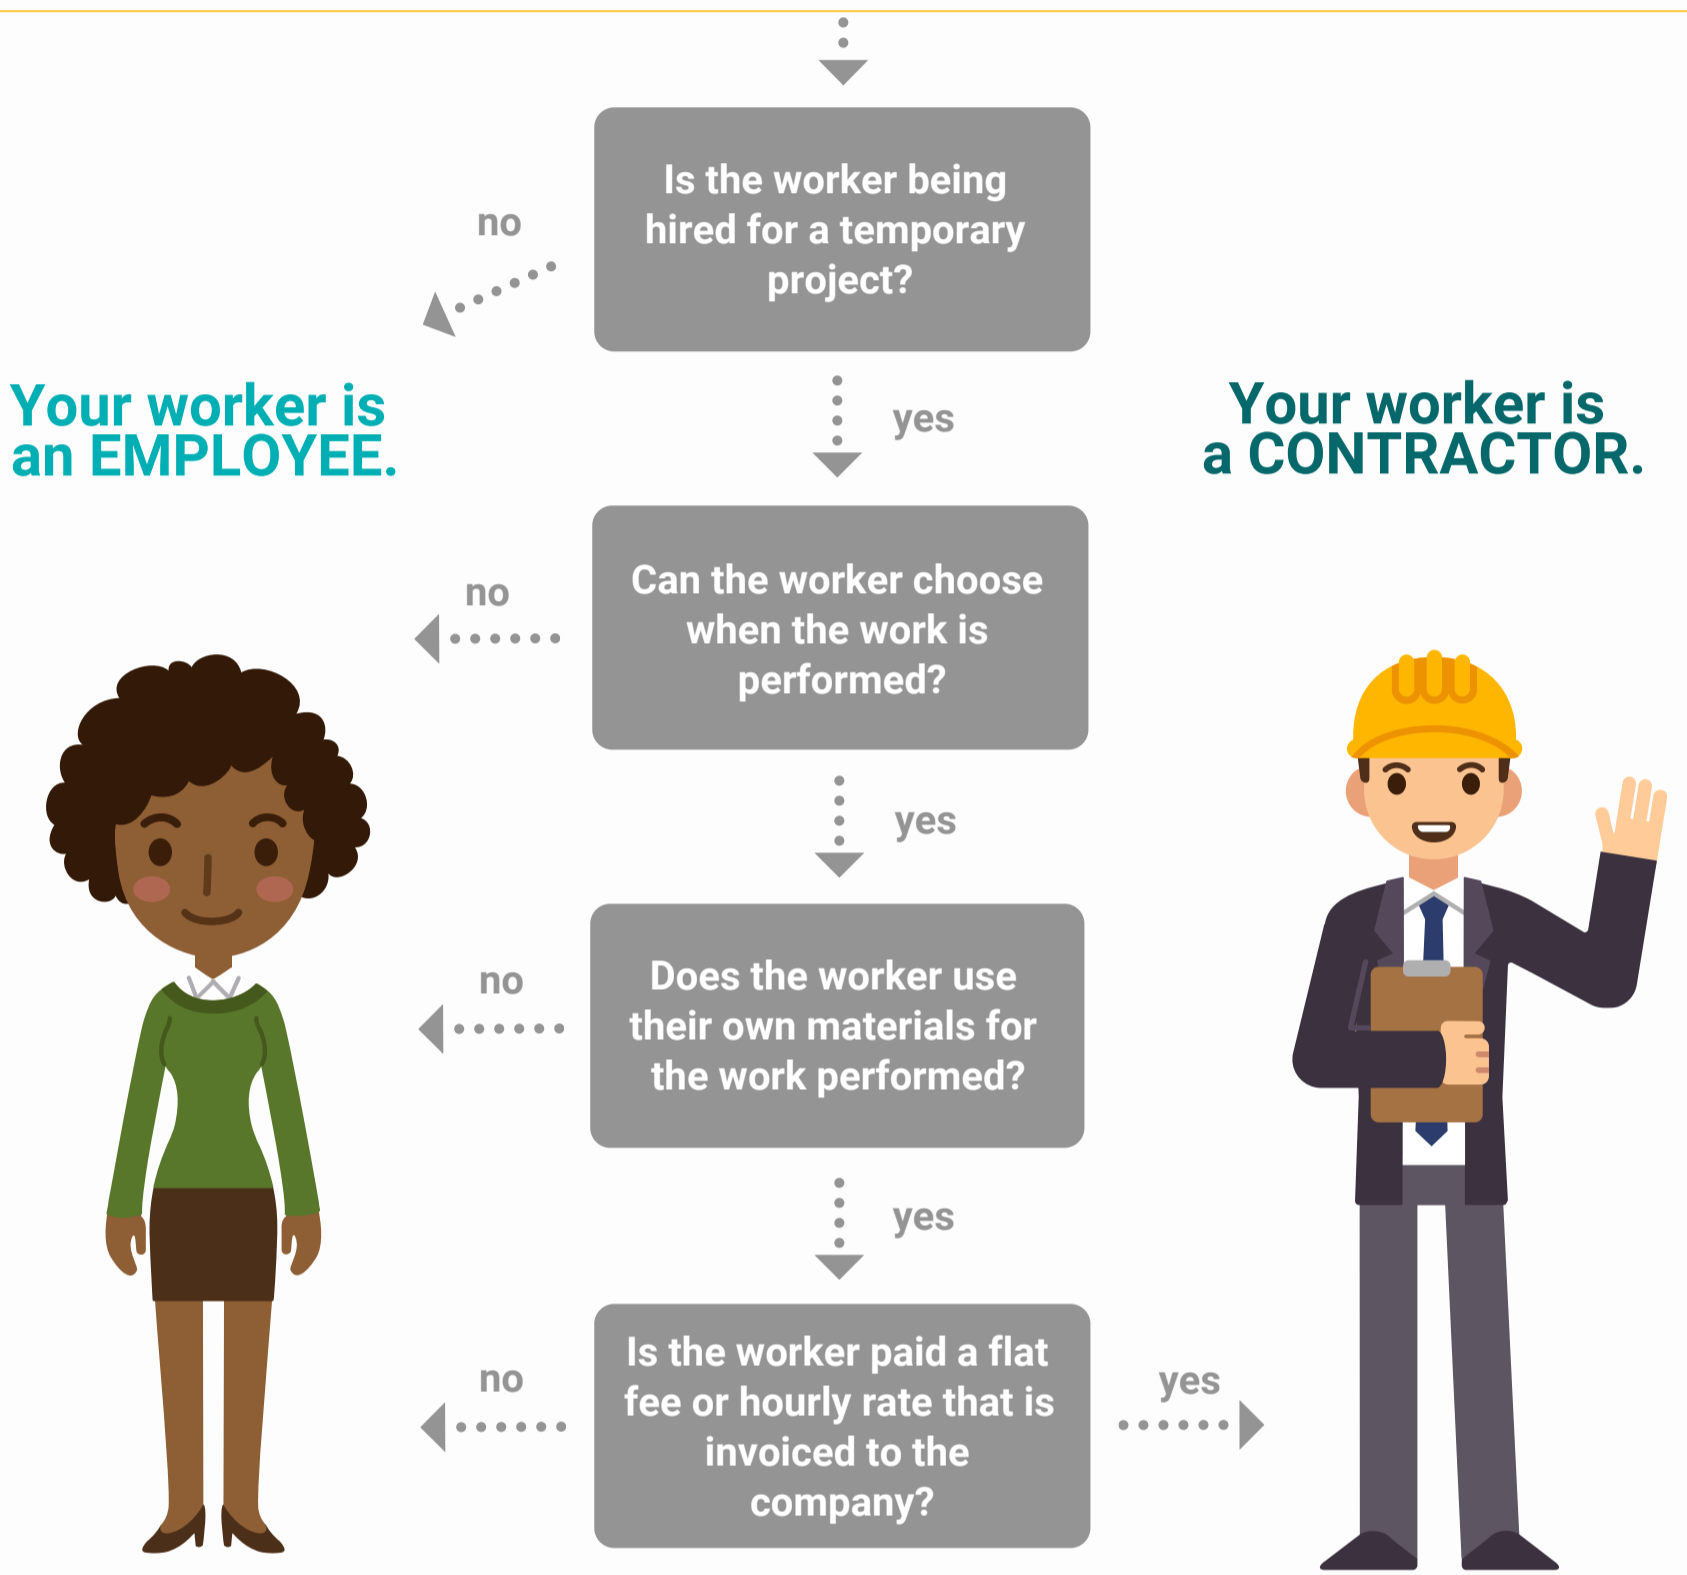 Is the worker being
hired for a temporary
project?
no
yes
Your worker is
an EMPLOYEE.
Your worker is
a CONTRACTOR.
Can the worker choose
when the work is
performed?
no
yes
Does the worker use
their own materials for
the work performed?
no
yes
Is the worker paid a flat
fee or hourly rate that is
invoiced to the
company?
no
yes